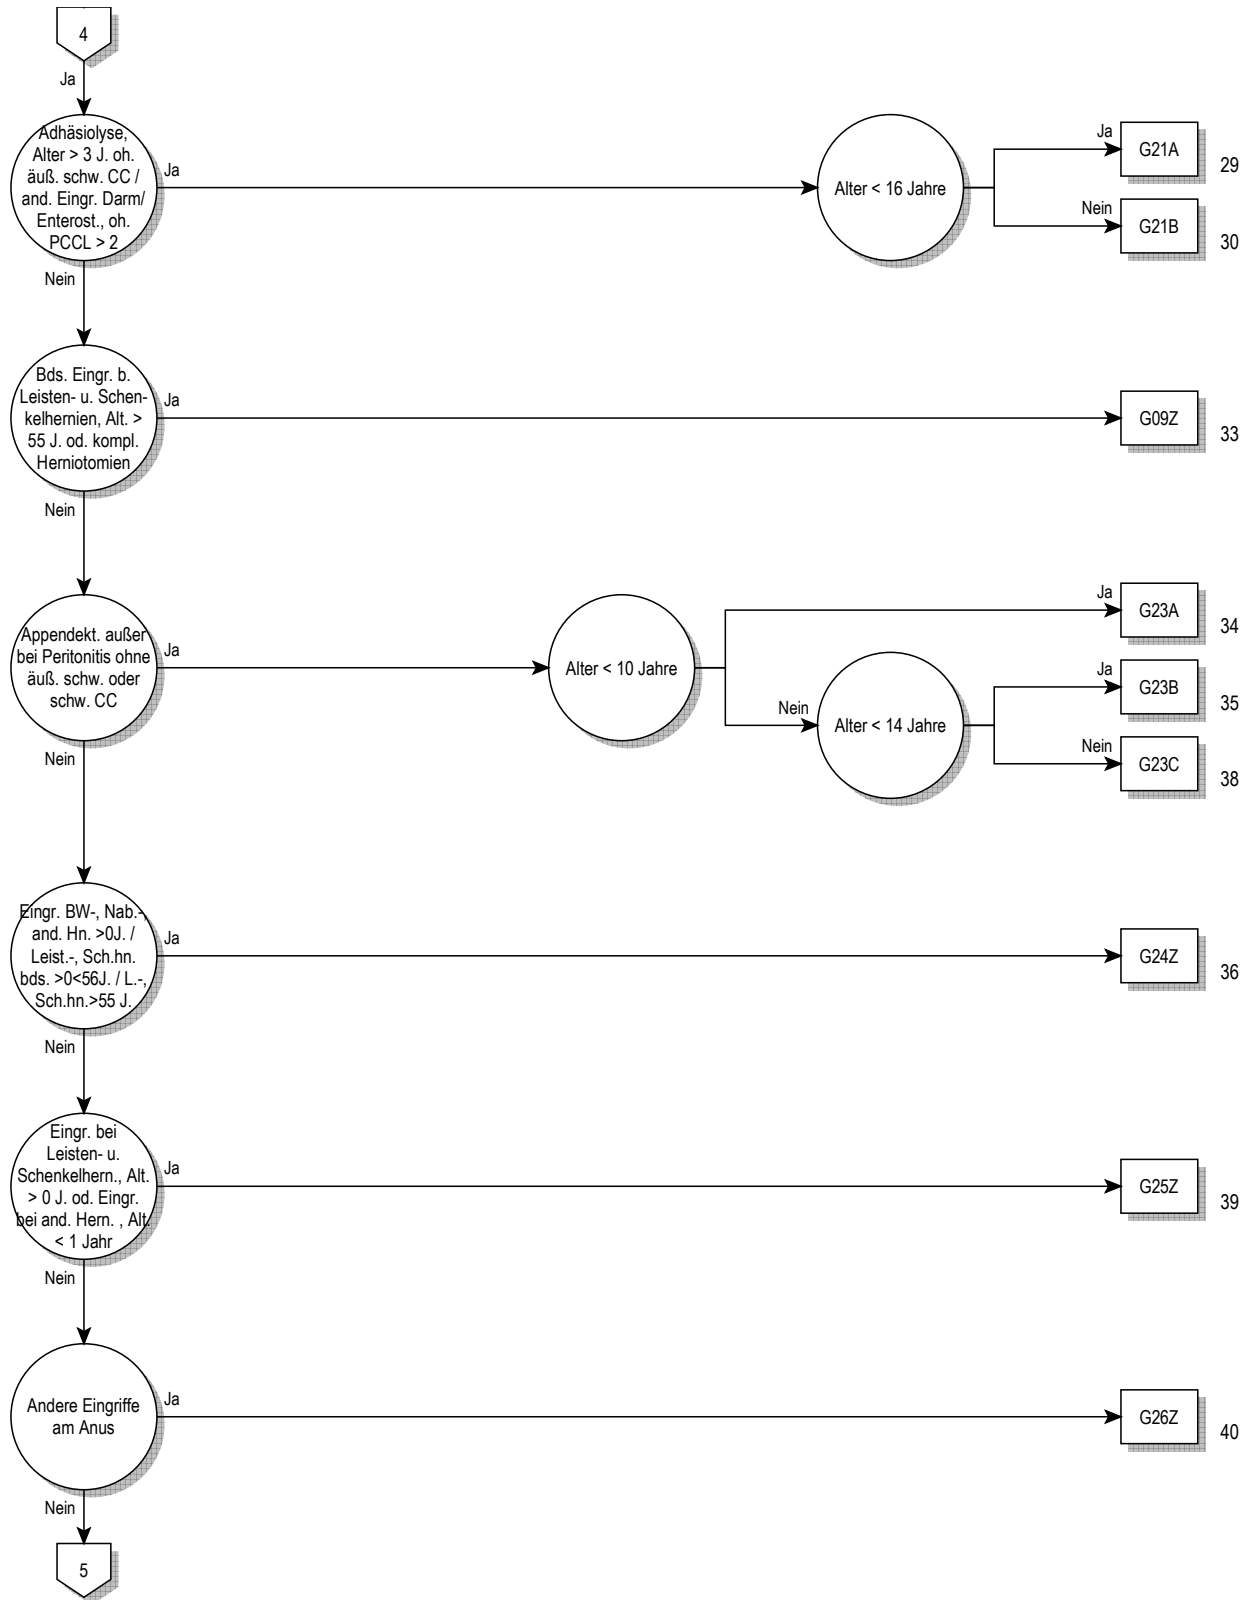 4
Ja
Adhäsiolyse,
Alter > 3 J. oh.
äuß. schw. CC /
and. Eingr. Darm/
Enterost., oh.
PCCL > 2
Ja
Alter < 16 Jahre
Ja
G21A
29
Nein
G21B
30
Nein
Bds. Eingr. b.
Leisten- u. Schen-
kelhernien, Alt. >
55 J. od. kompl.
Herniotomien
Ja
G09Z
33
Nein
Appendekt. außer
bei Peritonitis ohne
äuß. schw. oder
schw. CC
Ja
Alter < 10 Jahre
Ja
G23A
34
Nein
Alter < 14 Jahre
Ja
G23B
35
Nein
G23C
38
Nein
Eingr. BW-, Nab.-,
and. Hn. >0J. /
Leist.-, Sch.hn.
bds. >0<56J. / L.-,
Sch.hn.>55 J.
Ja
G24Z
36
Nein
Eingr. bei
Leisten- u.
Schenkelhern., Alt.
> 0 J. od. Eingr.
bei and. Hern. , Alt.
< 1 Jahr
Ja
G25Z
39
Nein
Andere Eingriffe
am Anus
Ja
G26Z
40
Nein
5